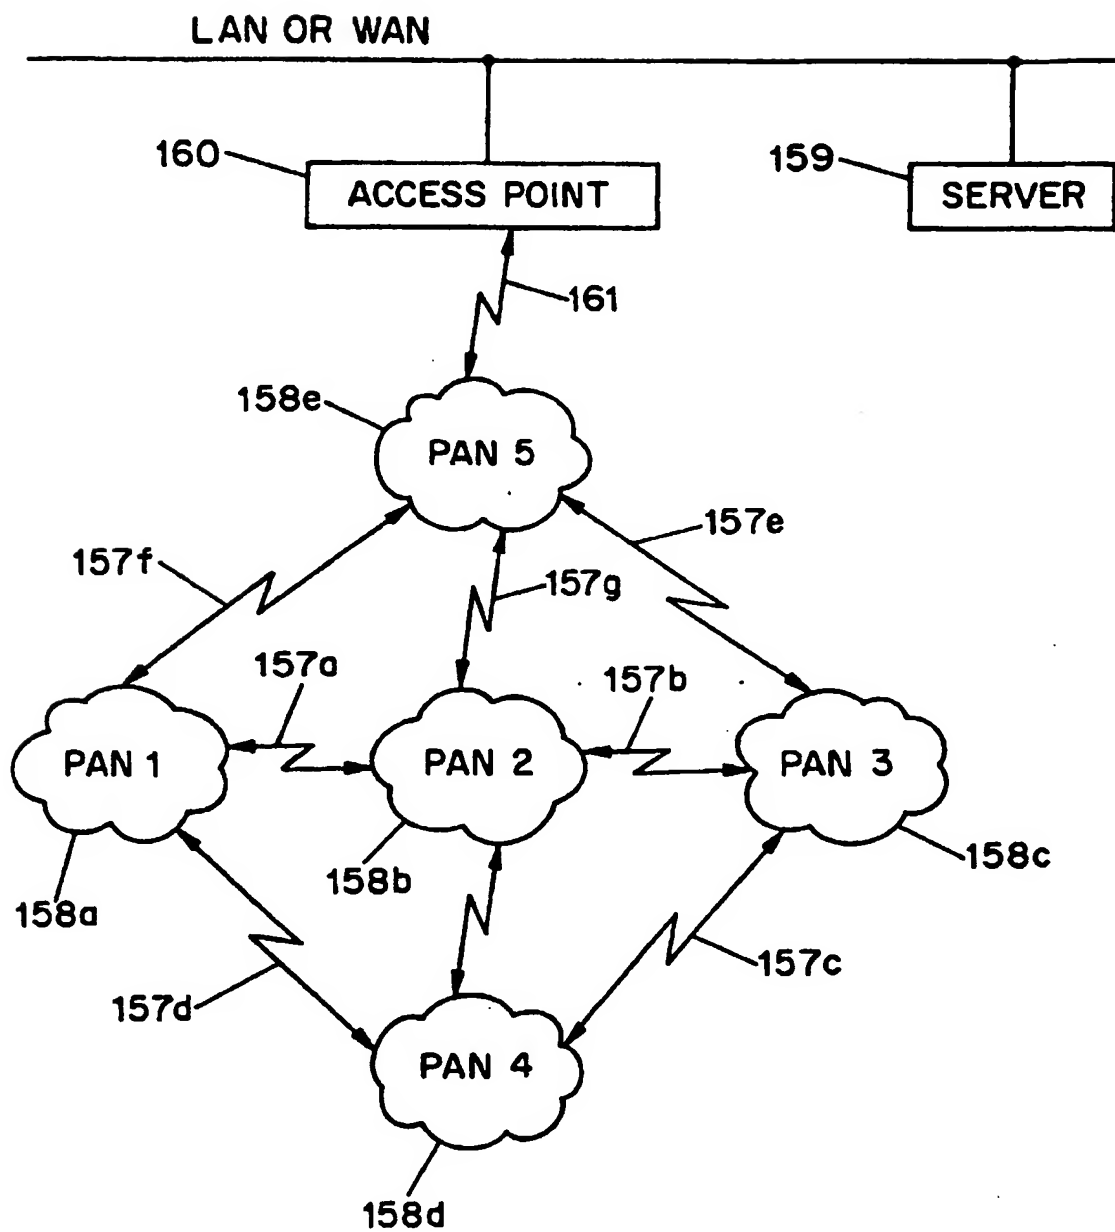 LAN OR WAN
160
ACCESS POINT
159
SERVER
161
158e
PAN 5
157e
157f
157g
157a
157b
PAN 1
PAN 2
PAN 3
158a
158b
158c
157d
157c
PAN 4
158d